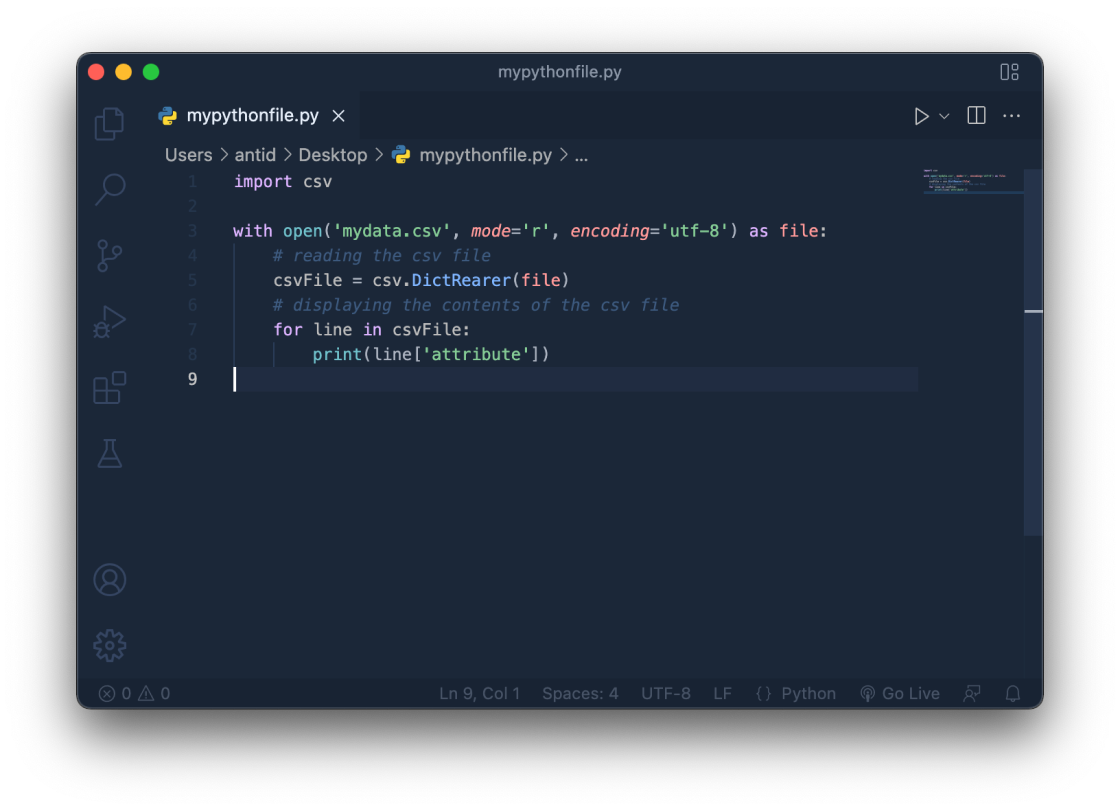 mypythonfile.py
mypythonfile.py
Users > antid > Desktop > mypythonfile.py > ...
1 import csv
2
3 with open('mydata.csv', mode='r', encoding='utf-8') as file:
4     # reading the csv file
5     csvFile = csv.DictRearer(file)
6     # displaying the contents of the csv file
7     for line in csvFile:
8         print(line['attribute'])
9
0 0 Ln 9, Col 1 Spaces: 4 UTF-8 LF {} Python Go Live